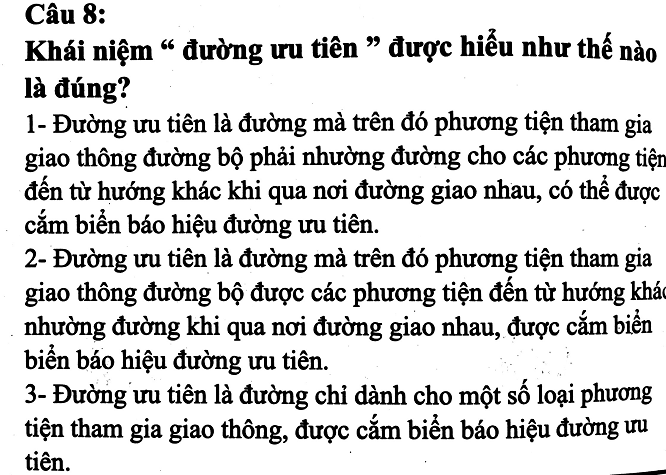 Câu 8:
Khái niệm “ đường ưu tiên ” được hiểu như thế nào
là đúng?
1- Đường ưu tiên là đường mà trên đó phương tiện tham gia
giao thông đường bộ phải nhường đường cho các phương tiện
đến từ hướng khác khi qua nơi đường giao nhau, có thể được
cắm biển báo hiệu đường ưu tiên.
2- Đường ưu tiên là đường mà trên đó phương tiện tham gia
giao thông đường bộ được các phương tiện đến từ hướng khác
nhường đường khi qua nơi đường giao nhau, được cắm biển
biển báo hiệu đường ưu tiên.
3- Đường ưu tiên là đường chỉ dành cho một số loại phương
tiện tham gia giao thông, được cắm biển báo hiệu đường ưu
tiên.